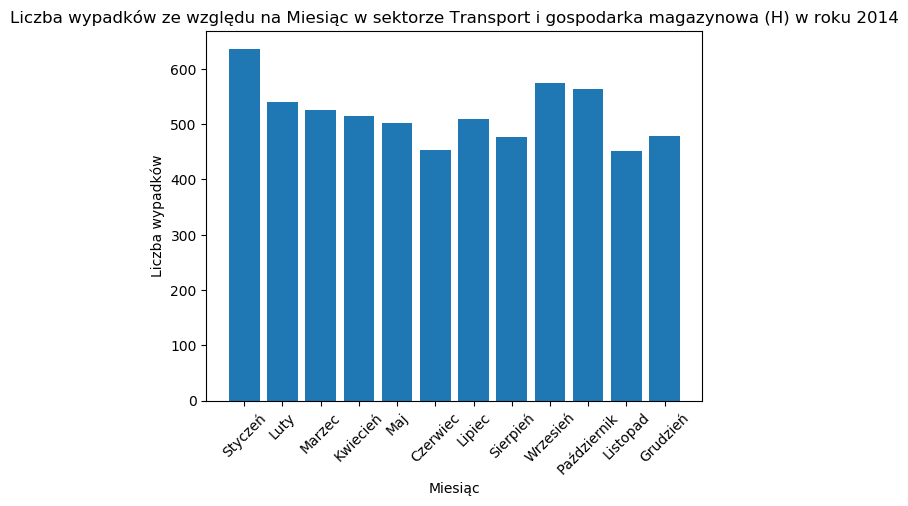 Liczba wypadków ze względu na Miesiąc w sektorze Transport i gospodarka magazynowa (H) w roku 2014
Liczba wypadków
600
500
400
300
200
100
0
Styczeń
Luty
Marzec
Kwiecień
Maj
Czerwiec
Lipiec
Sierpień
Wrzesień
Październik
Listopad
Grudzień
Miesiąc